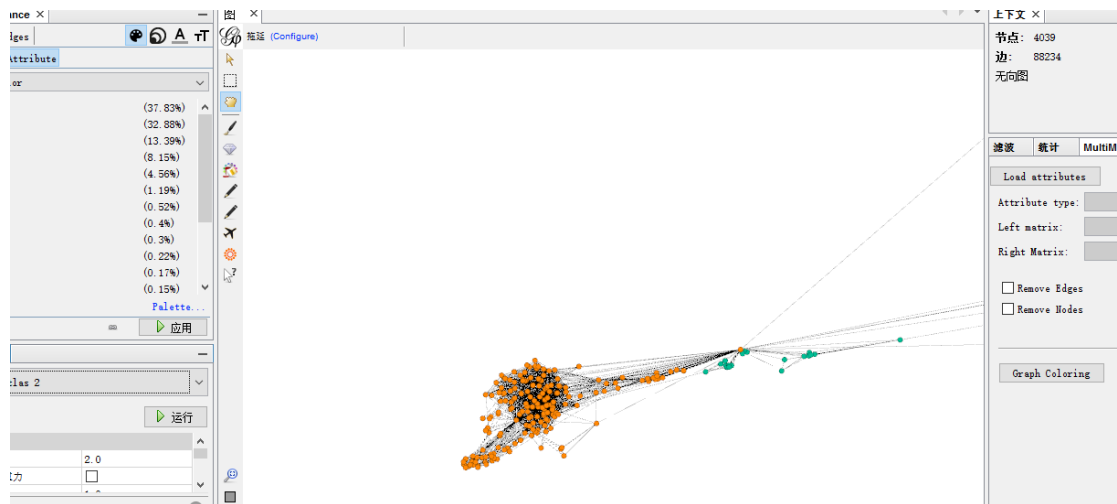 ance ×
dges
Attribute
or
(37.83%)
(32.88%)
(13.39%)
(8.15%)
(4.56%)
(1.19%)
(0.52%)
(0.4%)
(0.3%)
(0.22%)
(0.17%)
(0.15%)
Palette...
应用
las 2
运行
2.0
力
图 ×
拖延 (Configure)
上下文 ×
节点: 4039
边: 88234
无向图
滤波 统计 MultiM
Load attributes
Attribute type:
Left matrix:
Right Matrix:
Remove Edges
Remove Nodes
Graph Coloring